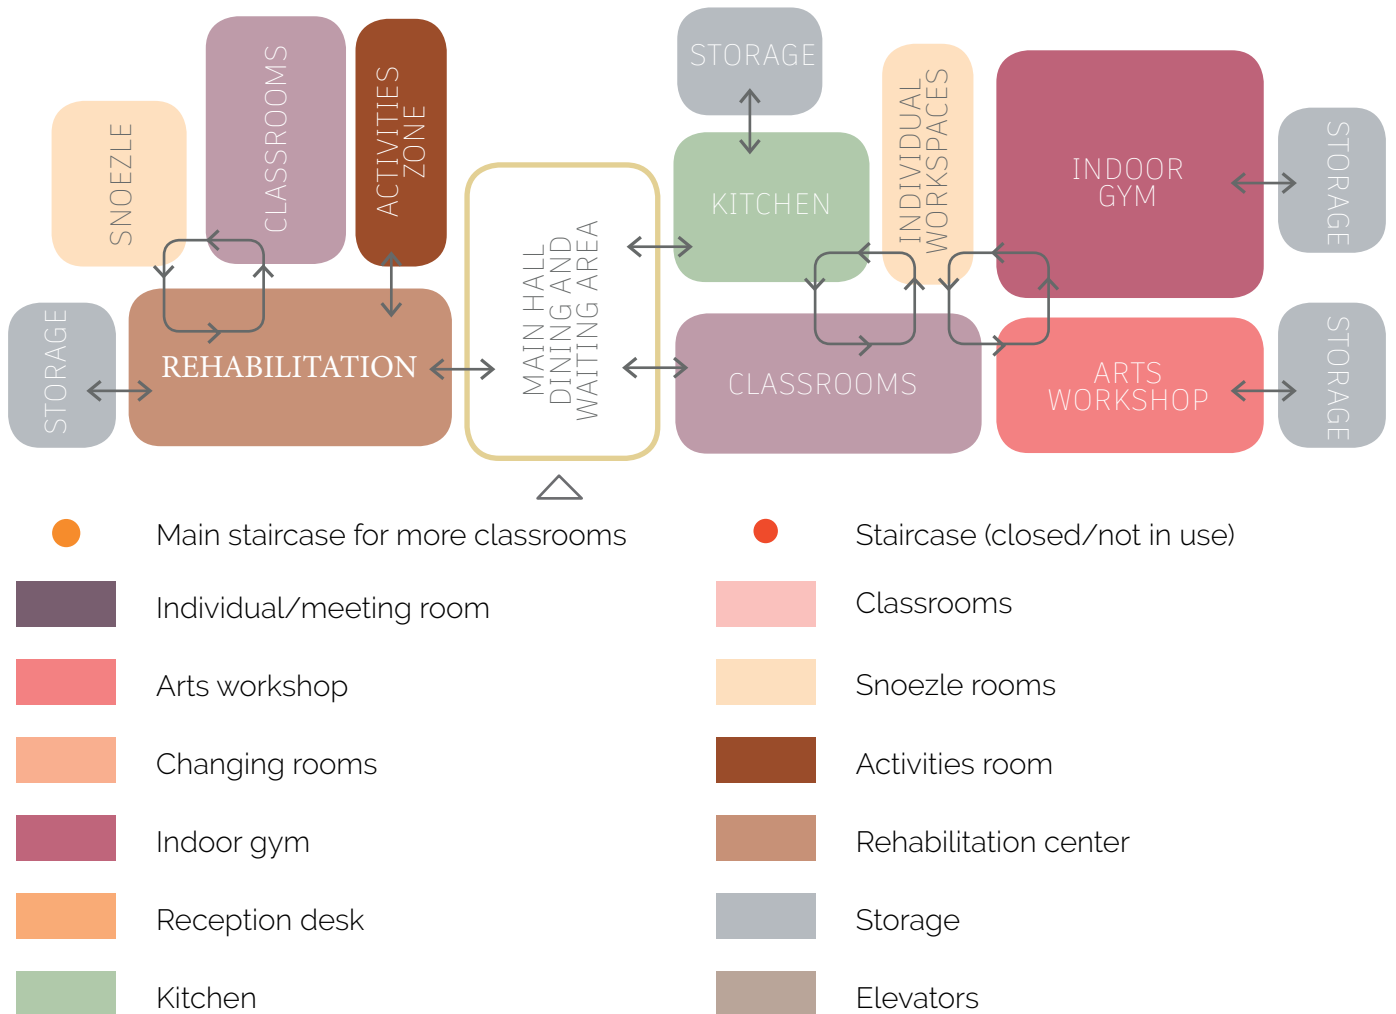 STORAGE
SNOEZLE
CLASSROOMS
ACTIVITIES
ZONE
REHABILITATION
MAIN HALL
DINING AND
WAITING AREA
STORAGE
KITCHEN
CLASSROOMS
INDIVIDUAL
WORKSPACES
INDOOR
GYM
STORAGE
ARTS
WORKSHOP
STORAGE
Main staircase for more classrooms
Individual/meeting room
Arts workshop
Changing rooms
Indoor gym
Reception desk
Kitchen
Staircase (closed/not in use)
Classrooms
Snoezle rooms
Activities room
Rehabilitation center
Storage
Elevators